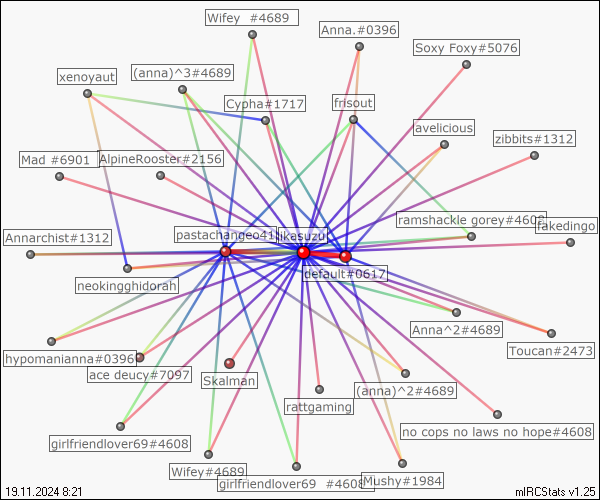 Wifey #4689
Anna.#0396
Soxy Foxy#5076
xenoyaut
(anna)^3#4689
Cypha#1717
frisout
avelicious
zibbits#1312
Mad #6901
AlpineRooster#2156
ramshackle gorey#4608
fakedingo
Annarchist#1312
pastachangeo41
likesuzu
default#0617
neokingghidorah
Anna^2#4689
Toucan#2473
hypomanianna#0396
ace deucy#7097
Skalman
(anna)^2#4689
rattgaming
no cops no laws no hope#4608
girlfriendlover69#4608
Wifey#4689
girlfriendlover69 #4608
Mushy#1984
19.11.2024 8:21
mIRCStats v1.25